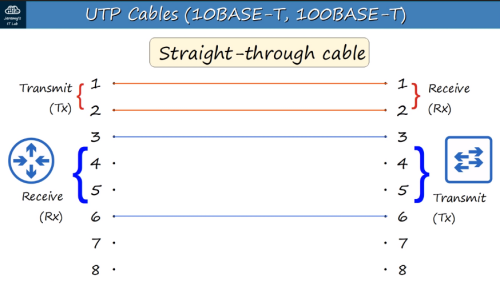 Jeremy's
IT Lab
UTP Cables (10BASE-T, 100BASE-T)
Straight-through cable
Transmit
(Tx)
1
1
Receive
(Rx)
2
2
3
3
4
4
5
5
Receive
(Rx)
6
6
Transmit
(Tx)
7
7
8
8